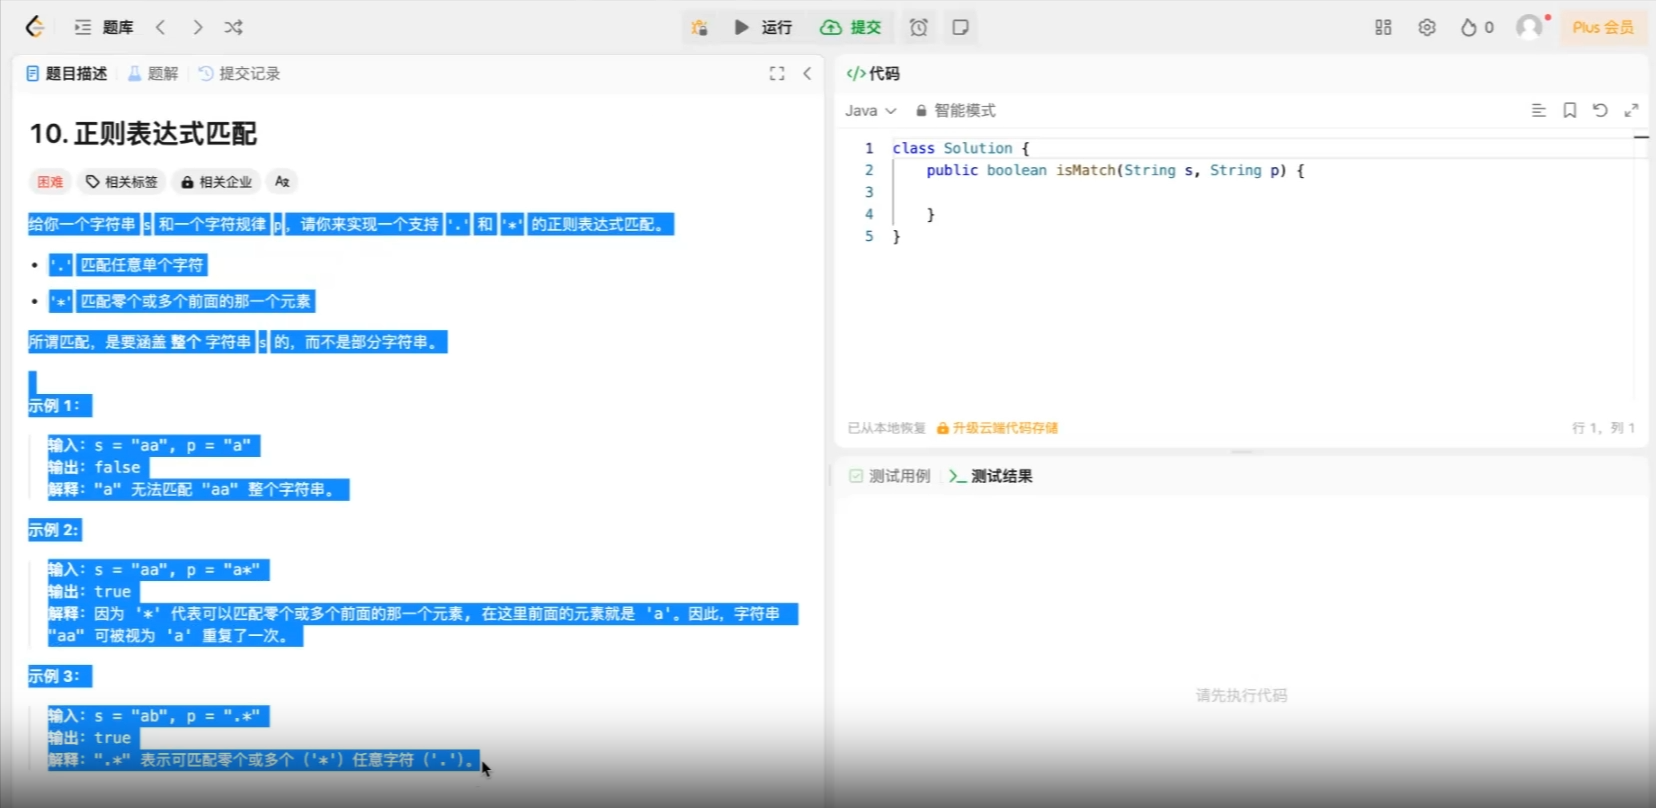 题库
运行
提交
0
Plus 会员
题目描述
题解
提交记录
10. 正则表达式匹配
困难
相关标签
相关企业
给你一个字符串 s 和一个字符规律 p，请你来实现一个支持 '.' 和 '*' 的正则表达式匹配。
• '.' 匹配任意单个字符
• '*' 匹配零个或多个前面的那一个元素
所谓匹配，是要涵盖 整个 字符串 s 的，而不是部分字符串。
示例 1：
输入：s = "aa", p = "a"
输出：false
解释："a" 无法匹配 "aa" 整个字符串。
示例 2:
输入：s = "aa", p = "a*"
输出：true
解释：因为 '*' 代表可以匹配零个或多个前面的那一个元素, 在这里前面的元素就是 'a'。因此，字符串
"aa" 可被视为 'a' 重复了一次。
示例 3：
输入：s = "ab", p = ".*"
输出：true
解释：".*" 表示可匹配零个或多个（'*'）任意字符（'.'）。
</>代码
Java
智能模式
1 class Solution {
2 public boolean isMatch(String s, String p) {
3
4 }
5 }
已从本地恢复
升级云端代码存储
行 1，列 1
测试用例
测试结果
请先执行代码